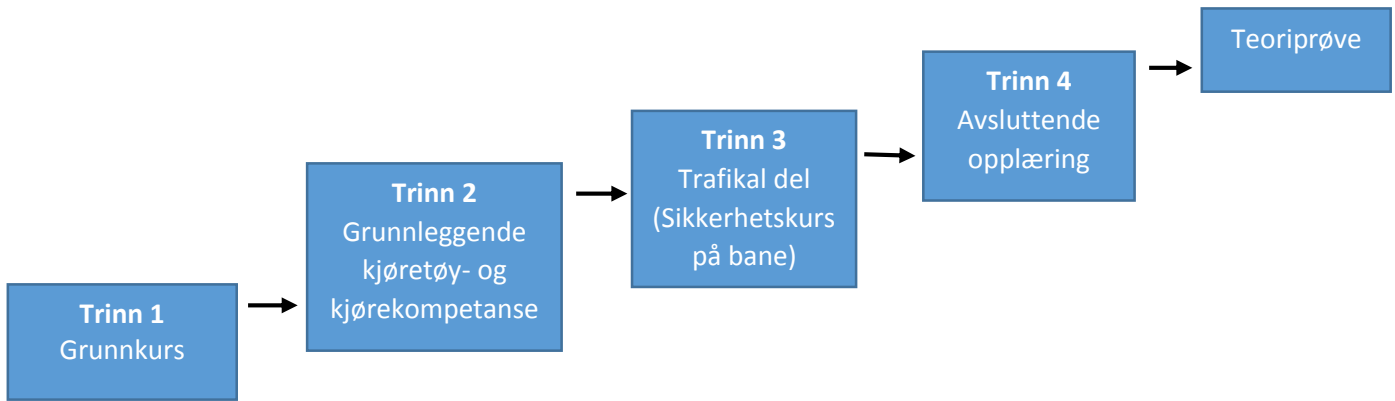 Trinn 1
Grunnkurs
Trinn 2
Grunnleggende
kjøretøy- og
kjørekompetanse
Trinn 3
Trafikal del
(Sikkerhetskurs
på bane)
Trinn 4
Avsluttende
opplæring
Teoriprøve